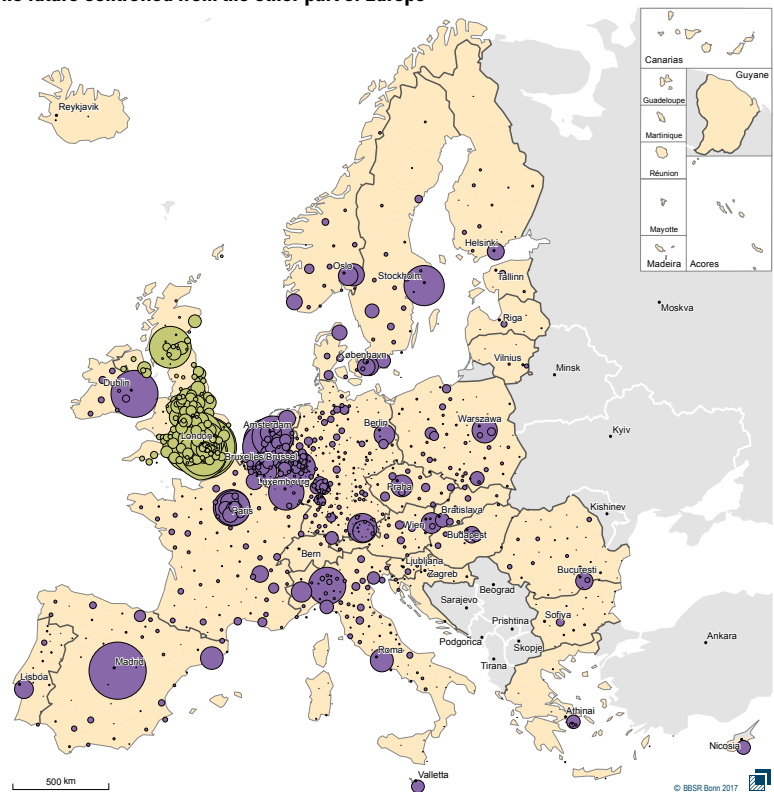 Canarias
Guyane
Guadeloupe
Martinique
Réunion
Mayotte
Madeira
Acores
Reykjavik
Helsinki
Oslo
Stockholm
Tallinn
Moskva
Riga
København
Vilnius
Minsk
Dublin
Berlin
Warszawa
Amsterdam
London
Kyiv
Bruxelles/Brussel
Luxembourg
Praha
Paris
Kishinev
Bratislava
Wien
Budapest
Bern
Ljubljana
Zagreb
Bucuresti
Beograd
Sarajevo
Prishtina
Sofiya
Podgorica
Skopje
Ankara
Roma
Madrid
Tirana
Lisboa
Athinai
Nicosia
Valletta
500 km
© BBSR Bonn 2017